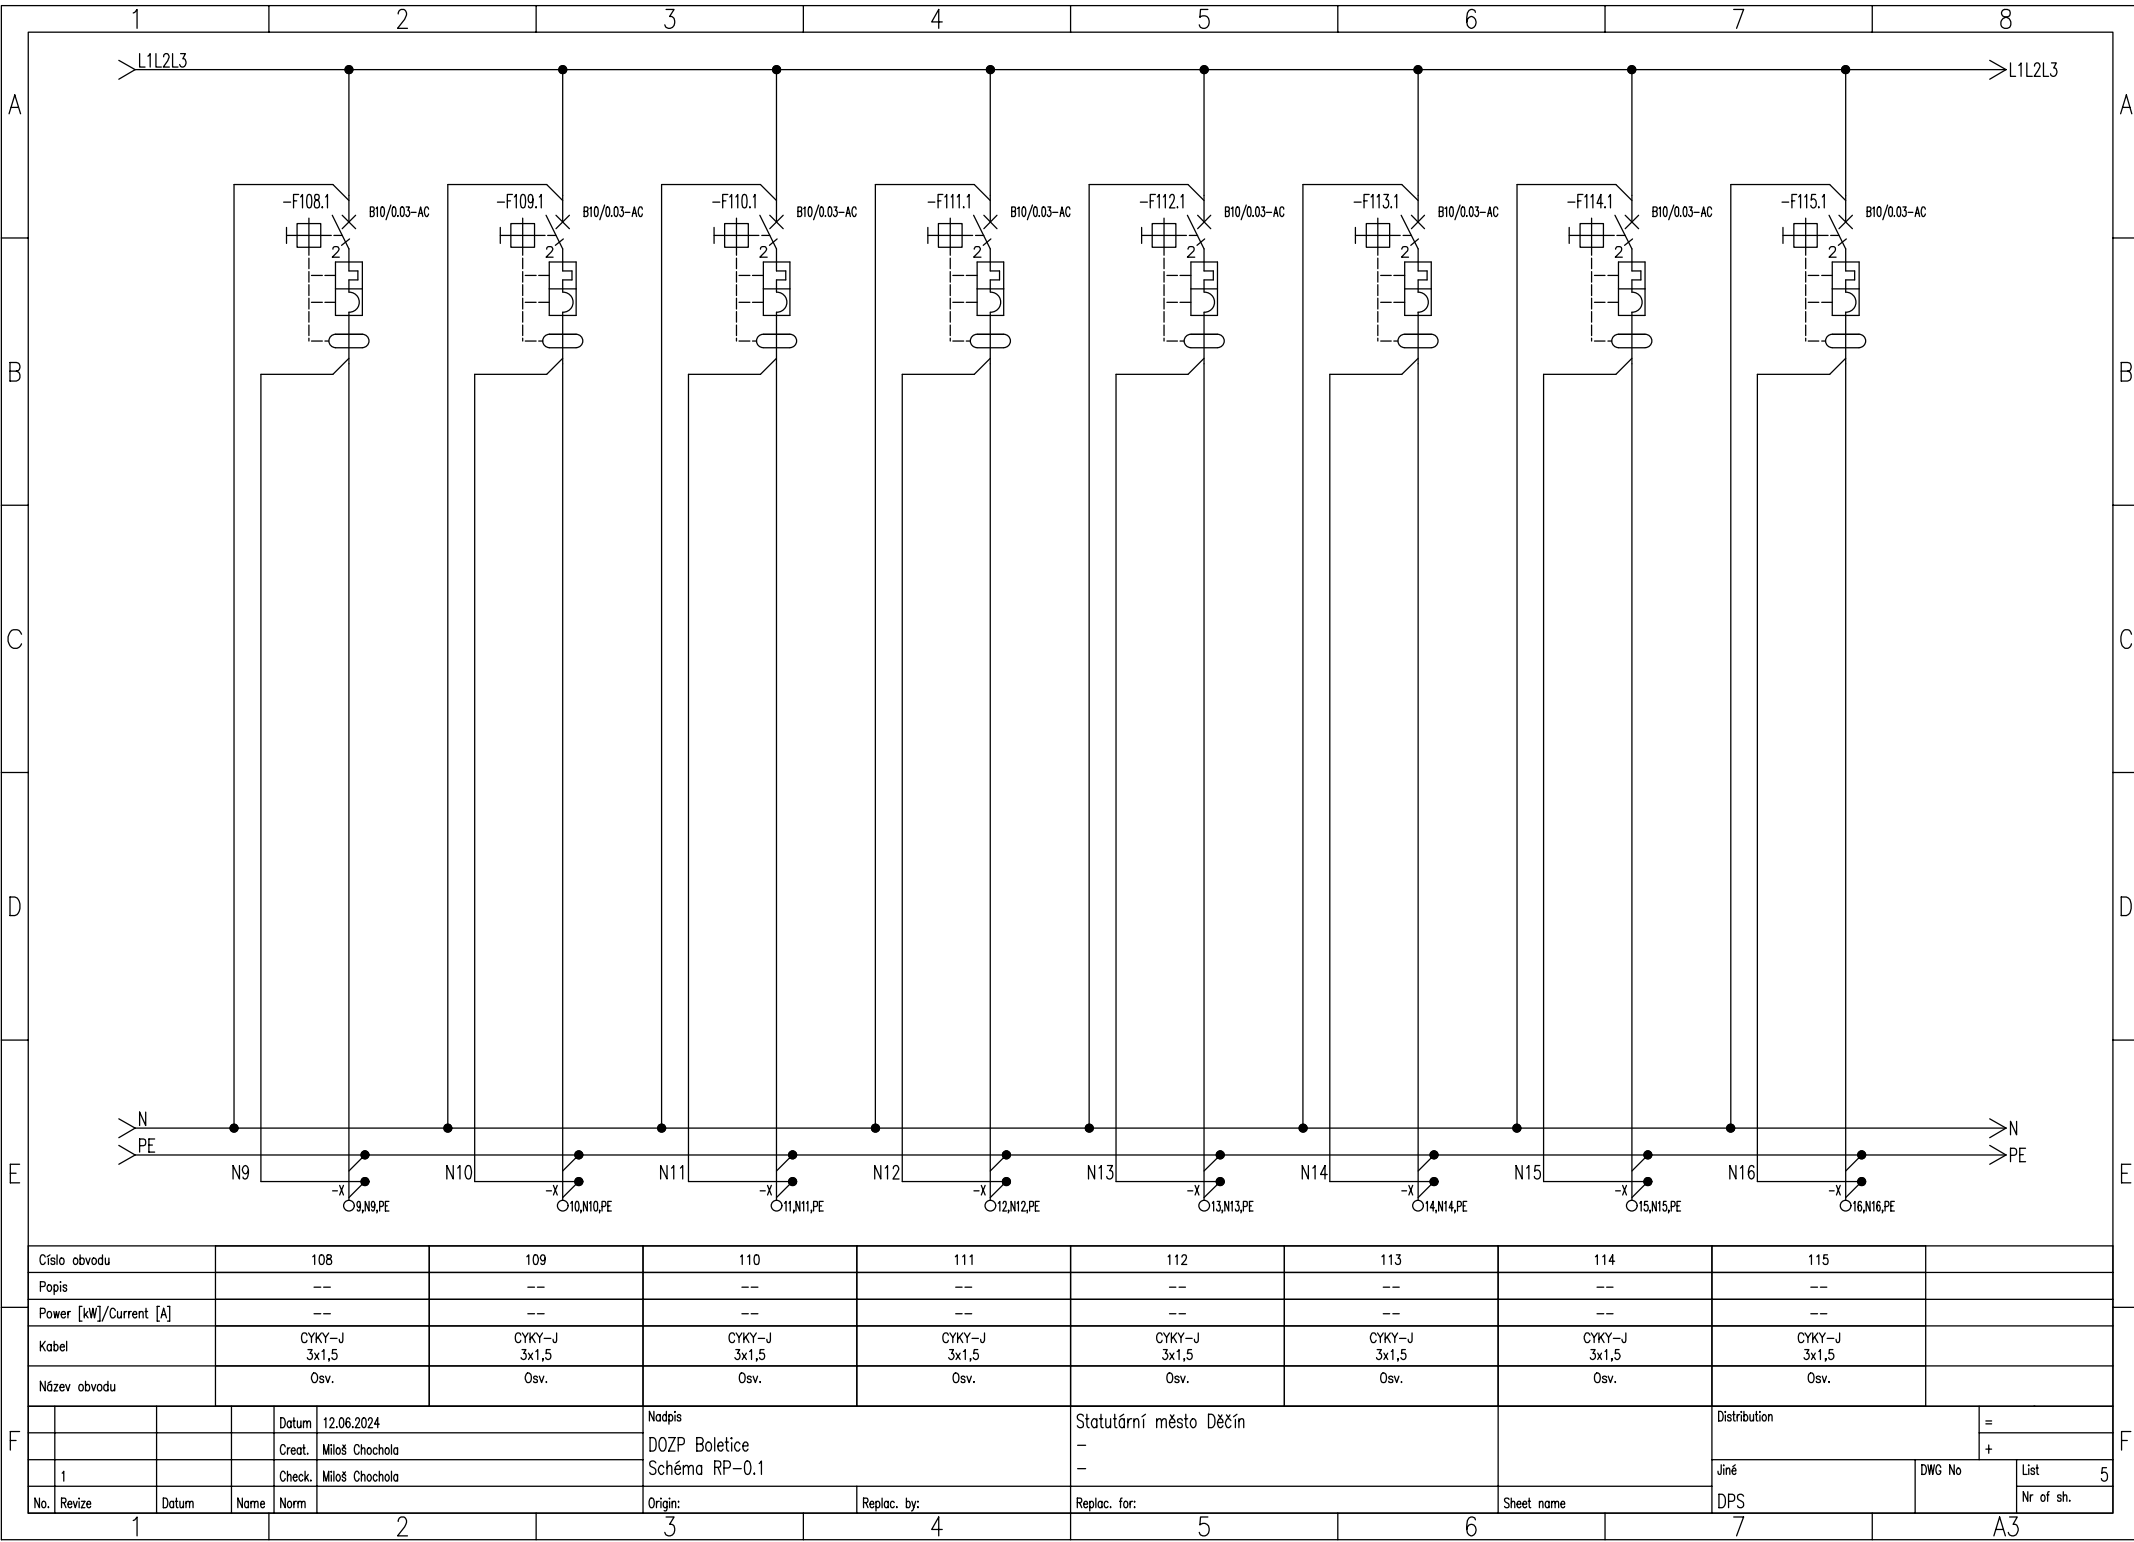 1 2 3 4 5 6 7 8
L1L2L3 L1L2L3
A A
-F108.1 B10/0.03-AC -F109.1 B10/0.03-AC -F110.1 B10/0.03-AC -F111.1 B10/0.03-AC -F112.1 B10/0.03-AC -F113.1 B10/0.03-AC -F114.1 B10/0.03-AC -F115.1 B10/0.03-AC
2 2 2 2 2 2 2 2
B B
C C
D D
N N
PE PE
E N9 N10 N11 N12 N13 N14 N15 N16 E
-X -X -X -X -X -X -X -X
9,N9,PE 10,N10,PE 11,N11,PE 12,N12,PE 13,N13,PE 14,N14,PE 15,N15,PE 16,N16,PE
Císlo obvodu 108 109 110 111 112 113 114 115
Popis -- -- -- -- -- -- -- --
Power [kW]/Current [A] -- -- -- -- -- -- -- --
Kabel CYKY-J CYKY-J CYKY-J CYKY-J CYKY-J CYKY-J CYKY-J CYKY-J
3x1,5 3x1,5 3x1,5 3x1,5 3x1,5 3x1,5 3x1,5 3x1,5
Název obvodu Osv. Osv. Osv. Osv. Osv. Osv. Osv. Osv.
Datum 12.06.2024 Nadpis Statutární město Děčín Distribution =
F Creat. Miloš Chochola DOZP Boletice - + F
1 Check. Miloš Chochola Schéma RP-0.1 - Jiné DWG No List 5
No. Revize Datum Name Norm Origin: Replac. by: Replac. for: Sheet name DPS Nr of sh.
1 2 3 4 5 6 7 A3